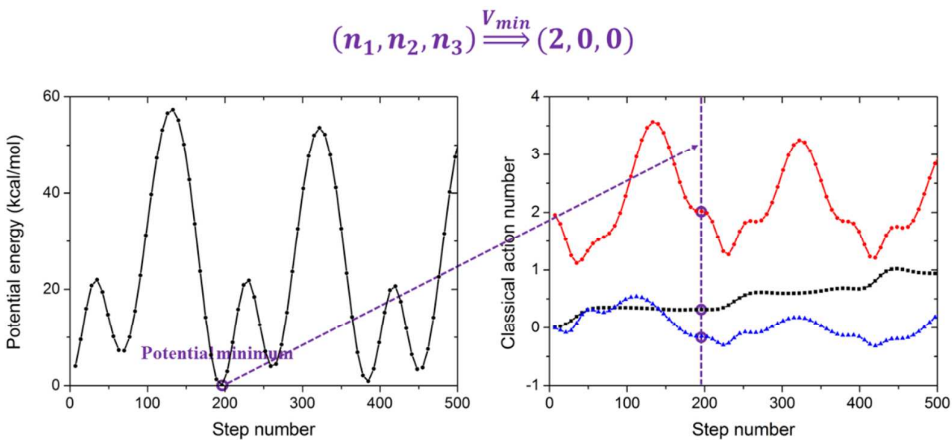 (n₁, n₂, n₃) V_min ⟹ (2, 0, 0)
Potential energy (kcal/mol)
60
40
20
0
0 100 200 300 400 500
Step number
Potential minimum
Classical action number
4
3
2
1
0
-1
0 100 200 300 400 500
Step number